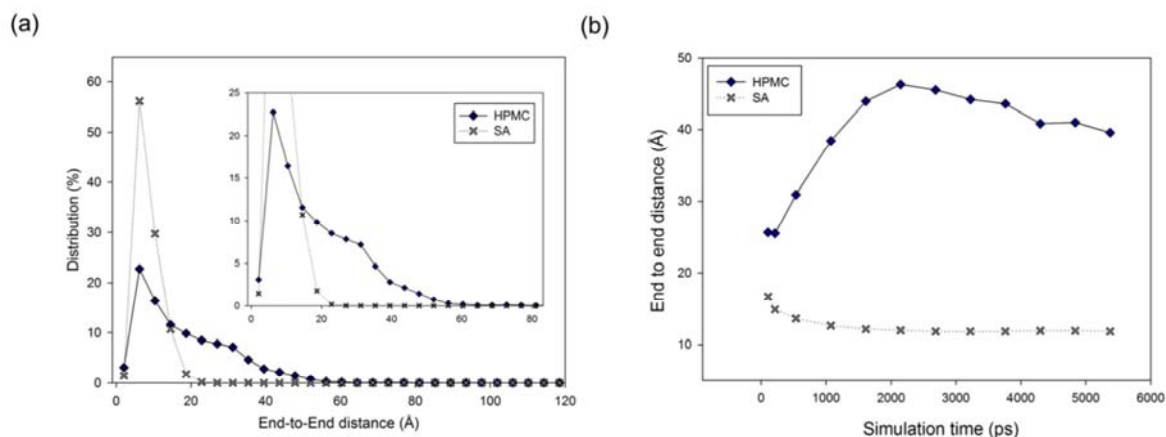 (a)
(b)
60
50
40
30
20
10
0
Distribution (%)
0 20 40 60 80 100 120
End-to-End distance (Å)
25
20
15
10
5
0
0 20 40 60 80
HPMC
SA
50
40
30
20
10
End to end distance (Å)
0 1000 2000 3000 4000 5000 6000
Simulation time (ps)
HPMC
SA